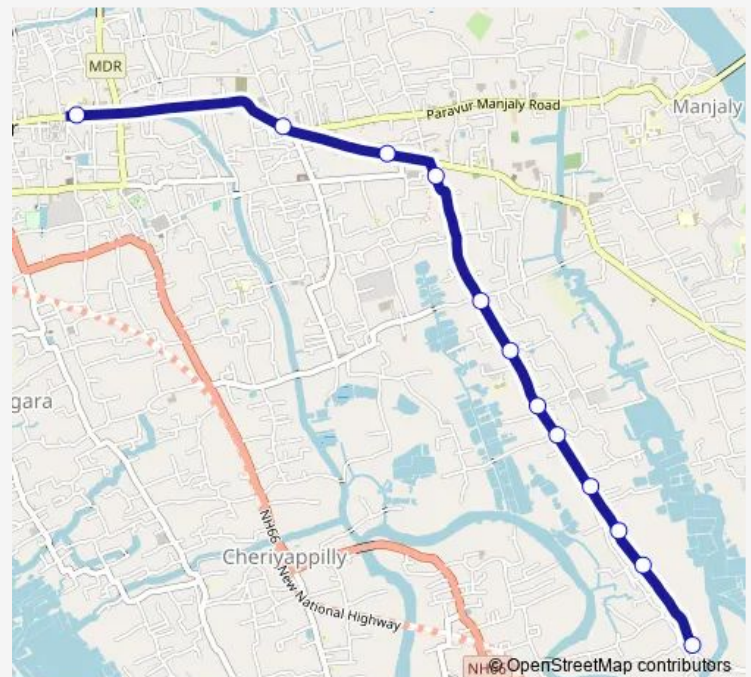 MDR
Paravur Manjaly Road
Manjaly
r
gara
NH66
Cheriyappilly
New National Highway
NH66
© OpenStreetMap contributors